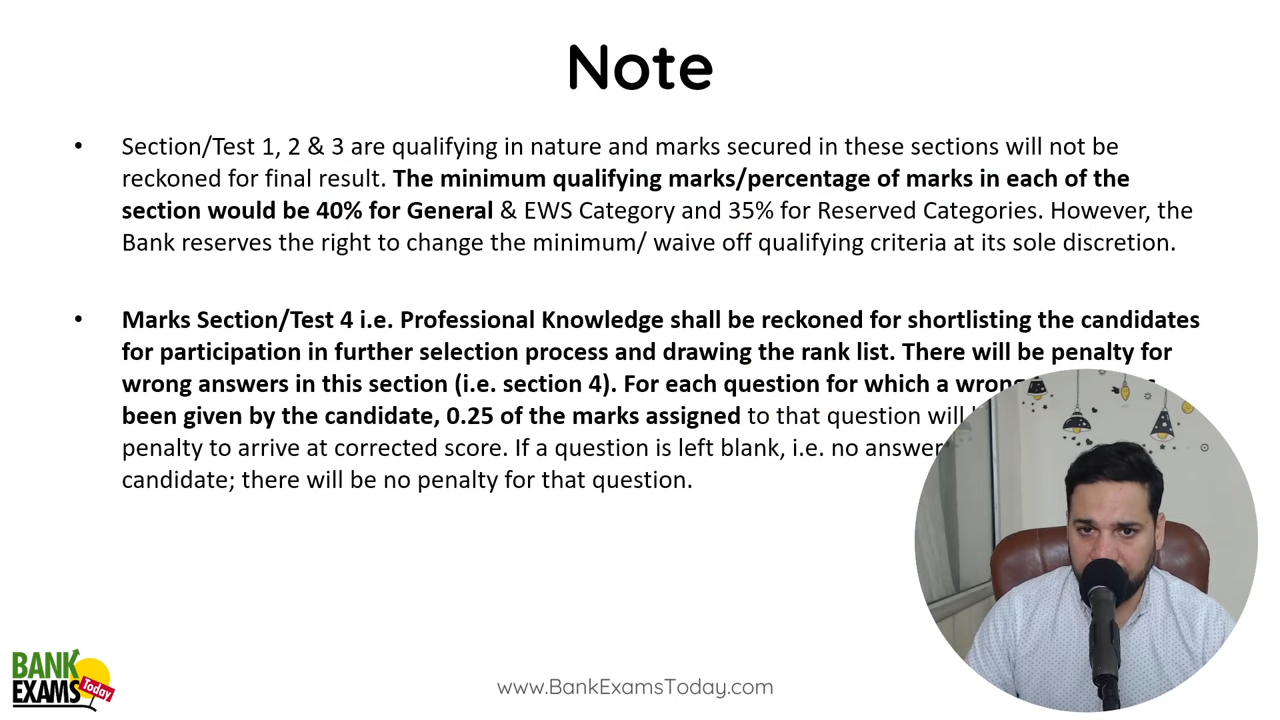 Note
• Section/Test 1, 2 & 3 are qualifying in nature and marks secured in these sections will not be
reckoned for final result. The minimum qualifying marks/percentage of marks in each of the
section would be 40% for General & EWS Category and 35% for Reserved Categories. However, the
Bank reserves the right to change the minimum/ waive off qualifying criteria at its sole discretion.
• Marks Section/Test 4 i.e. Professional Knowledge shall be reckoned for shortlisting the candidates
for participation in further selection process and drawing the rank list. There will be penalty for
wrong answers in this section (i.e. section 4). For each question for which a wrong
been given by the candidate, 0.25 of the marks assigned to that question will
penalty to arrive at corrected score. If a question is left blank, i.e. no answer
candidate; there will be no penalty for that question.
BANK
EXAMS Today
www.BankExamsToday.com